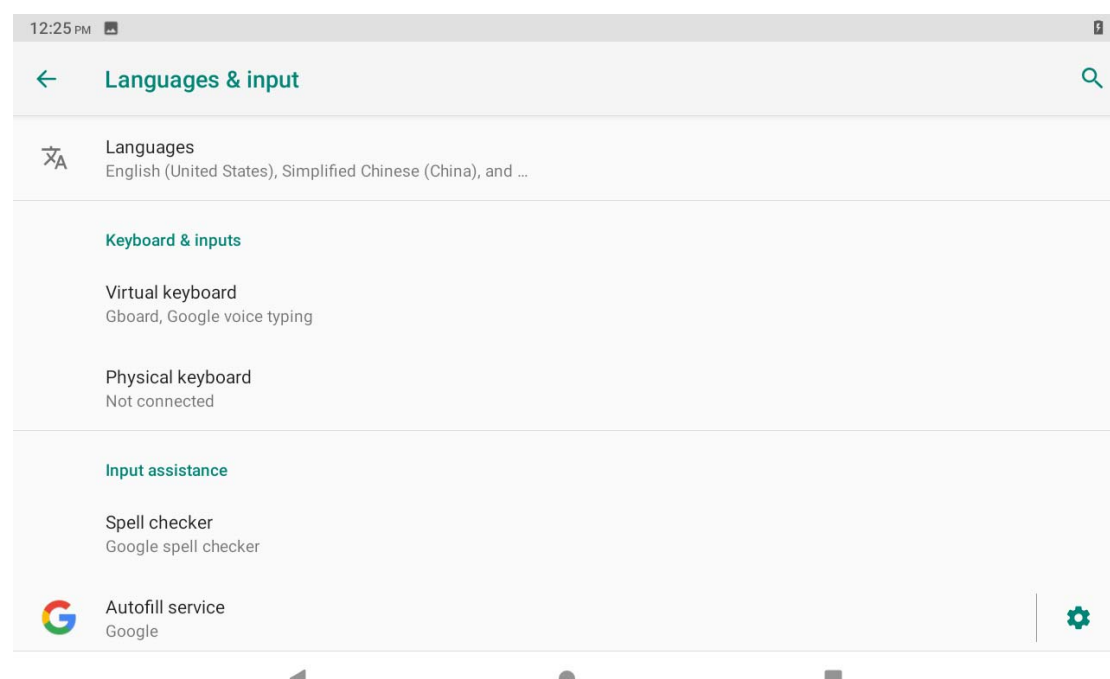 12:25 PM
Languages & input
Languages
English (United States), Simplified Chinese (China), and …
Keyboard & inputs
Virtual keyboard
Gboard, Google voice typing
Physical keyboard
Not connected
Input assistance
Spell checker
Google spell checker
Autofill service
Google